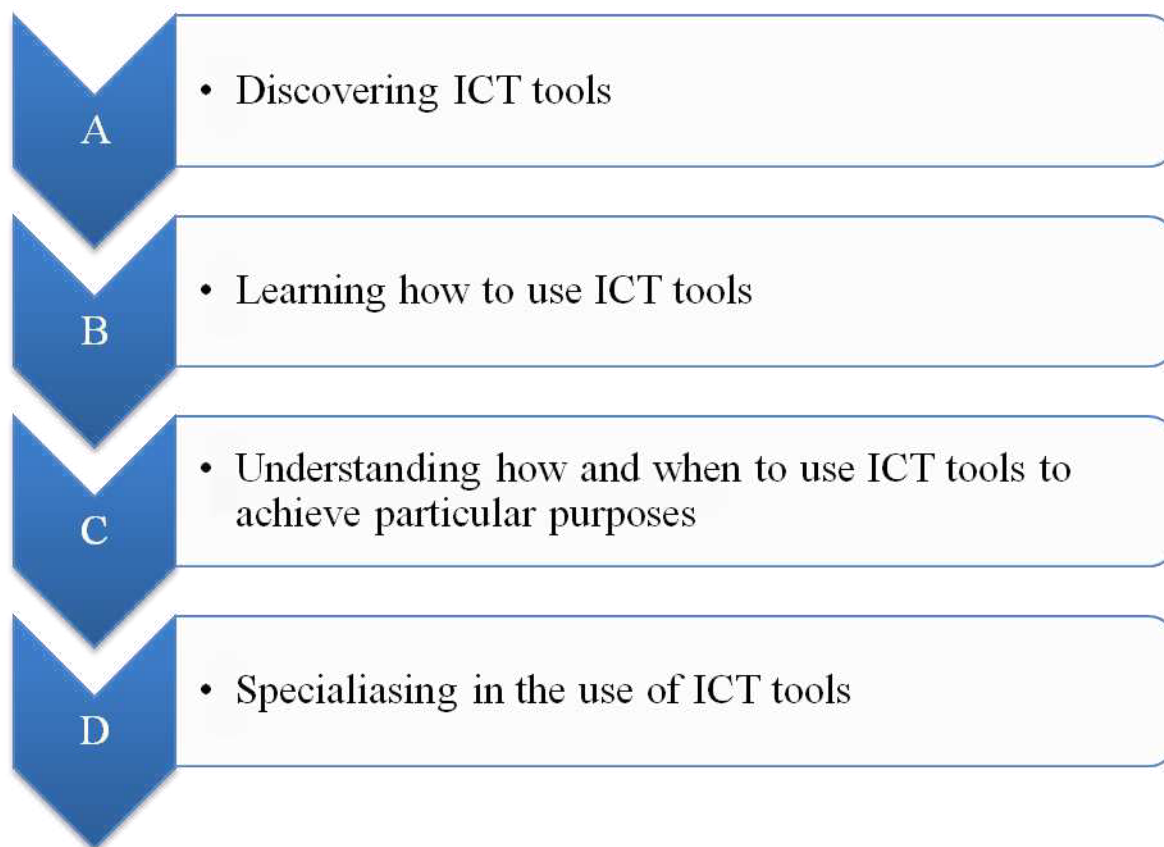 A
• Discovering ICT tools
B
• Learning how to use ICT tools
C
• Understanding how and when to use ICT tools to
achieve particular purposes
D
• Specialiasing in the use of ICT tools